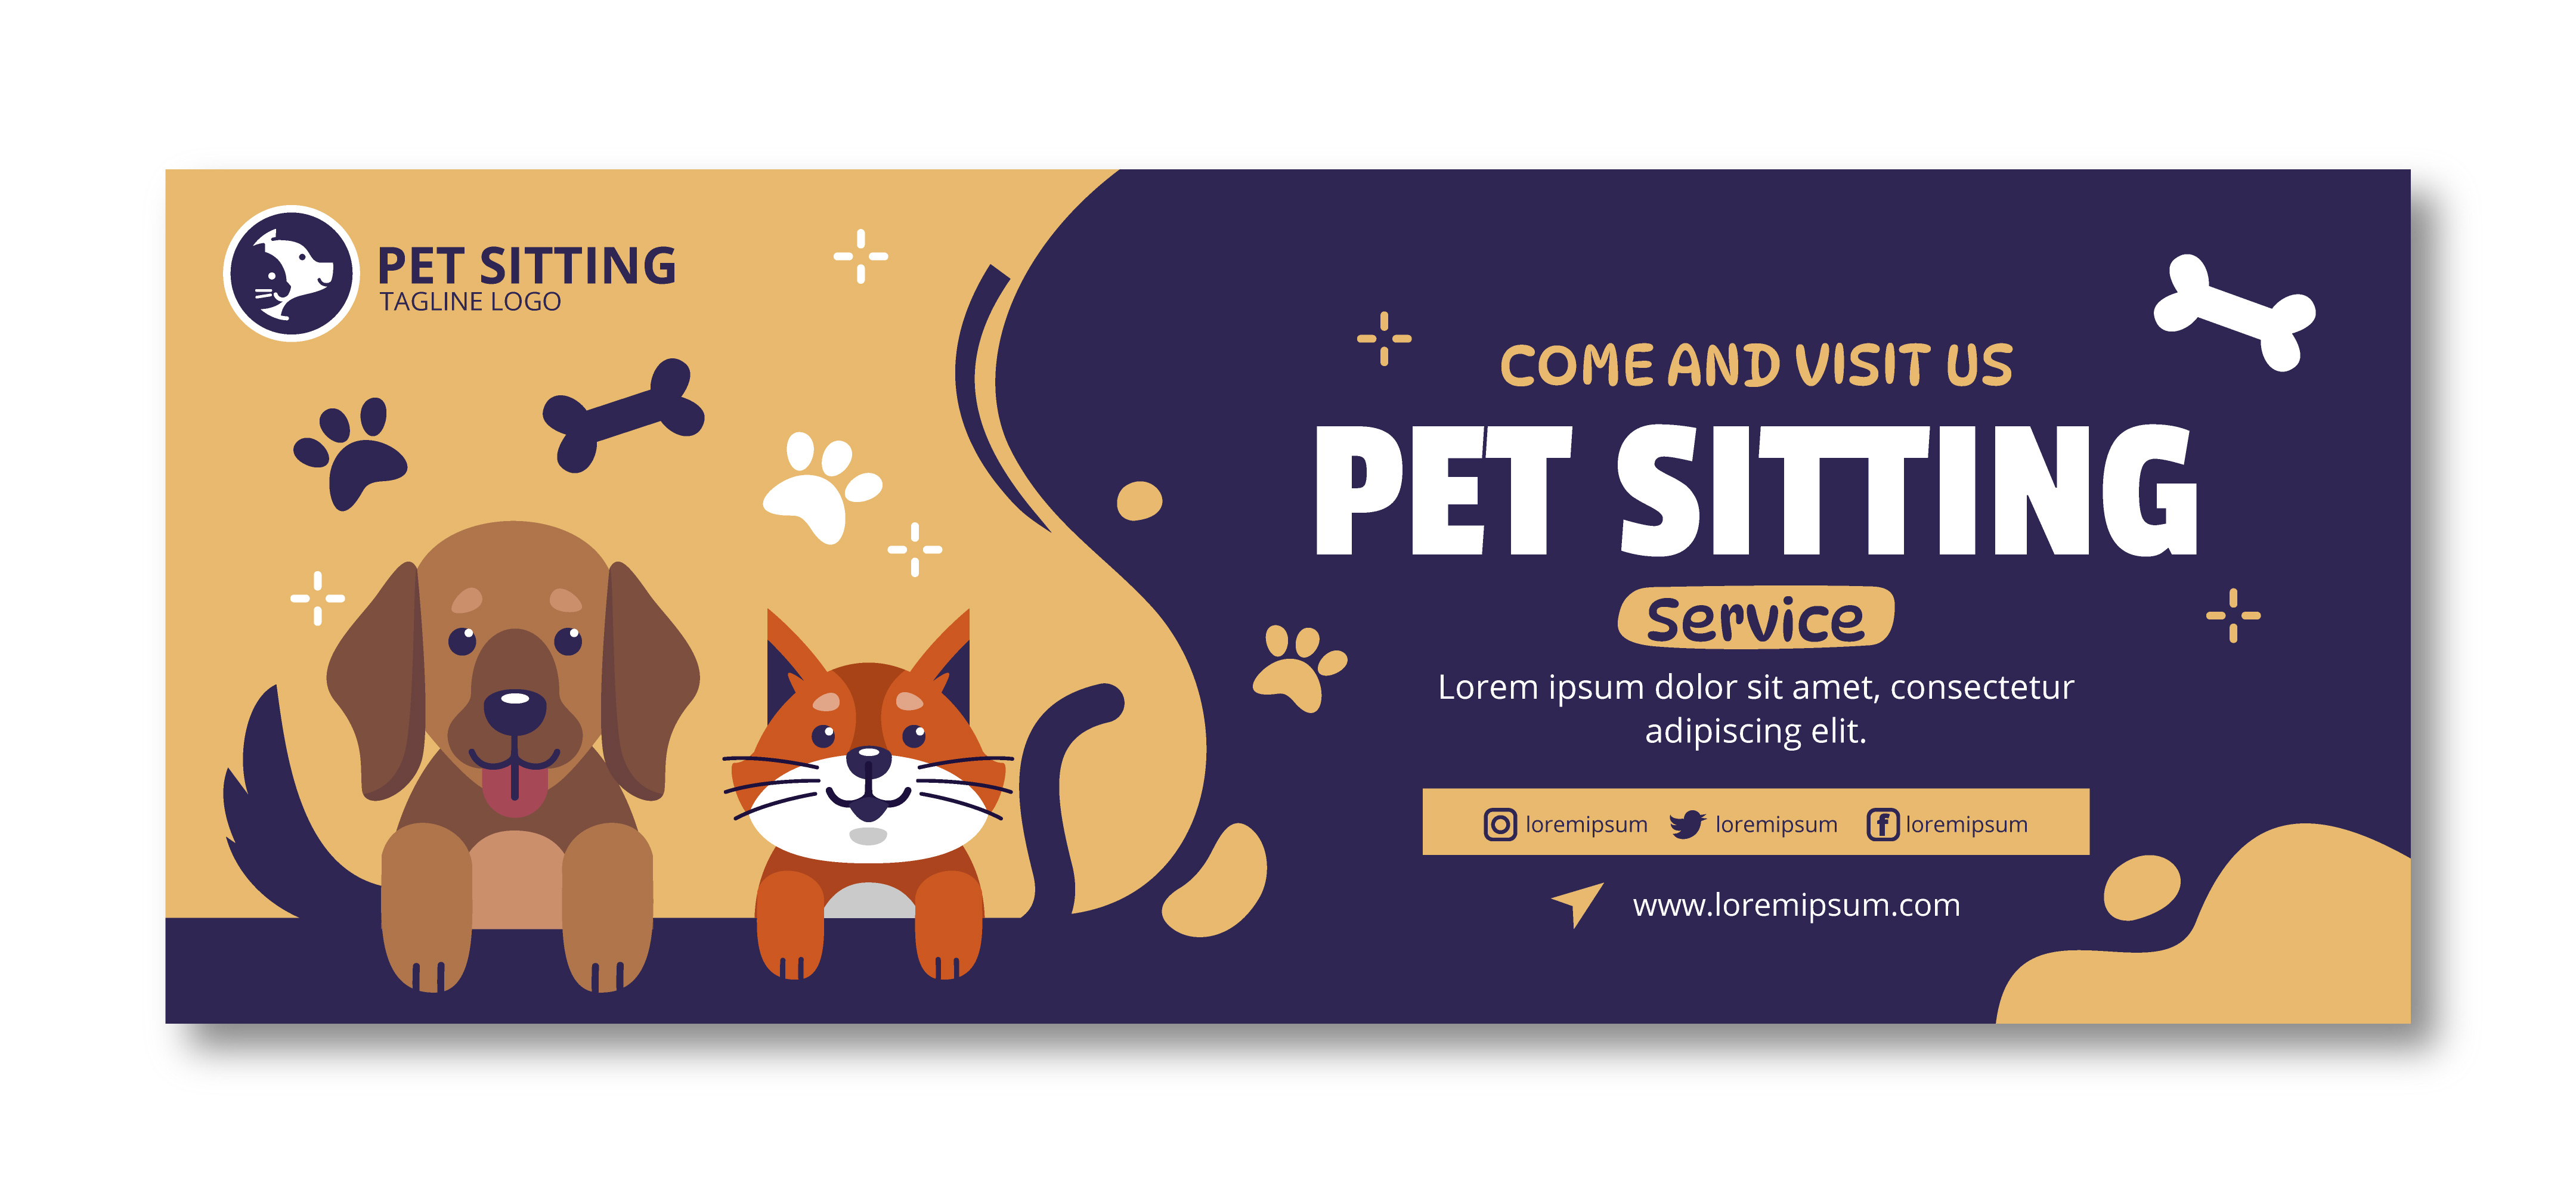 PET SITTING
TAGLINE LOGO
COME AND VISIT US
PET SITTING
Service
Lorem ipsum dolor sit amet, consectetur
adipiscing elit.
loremipsum loremipsum loremipsum
www.loremipsum.com